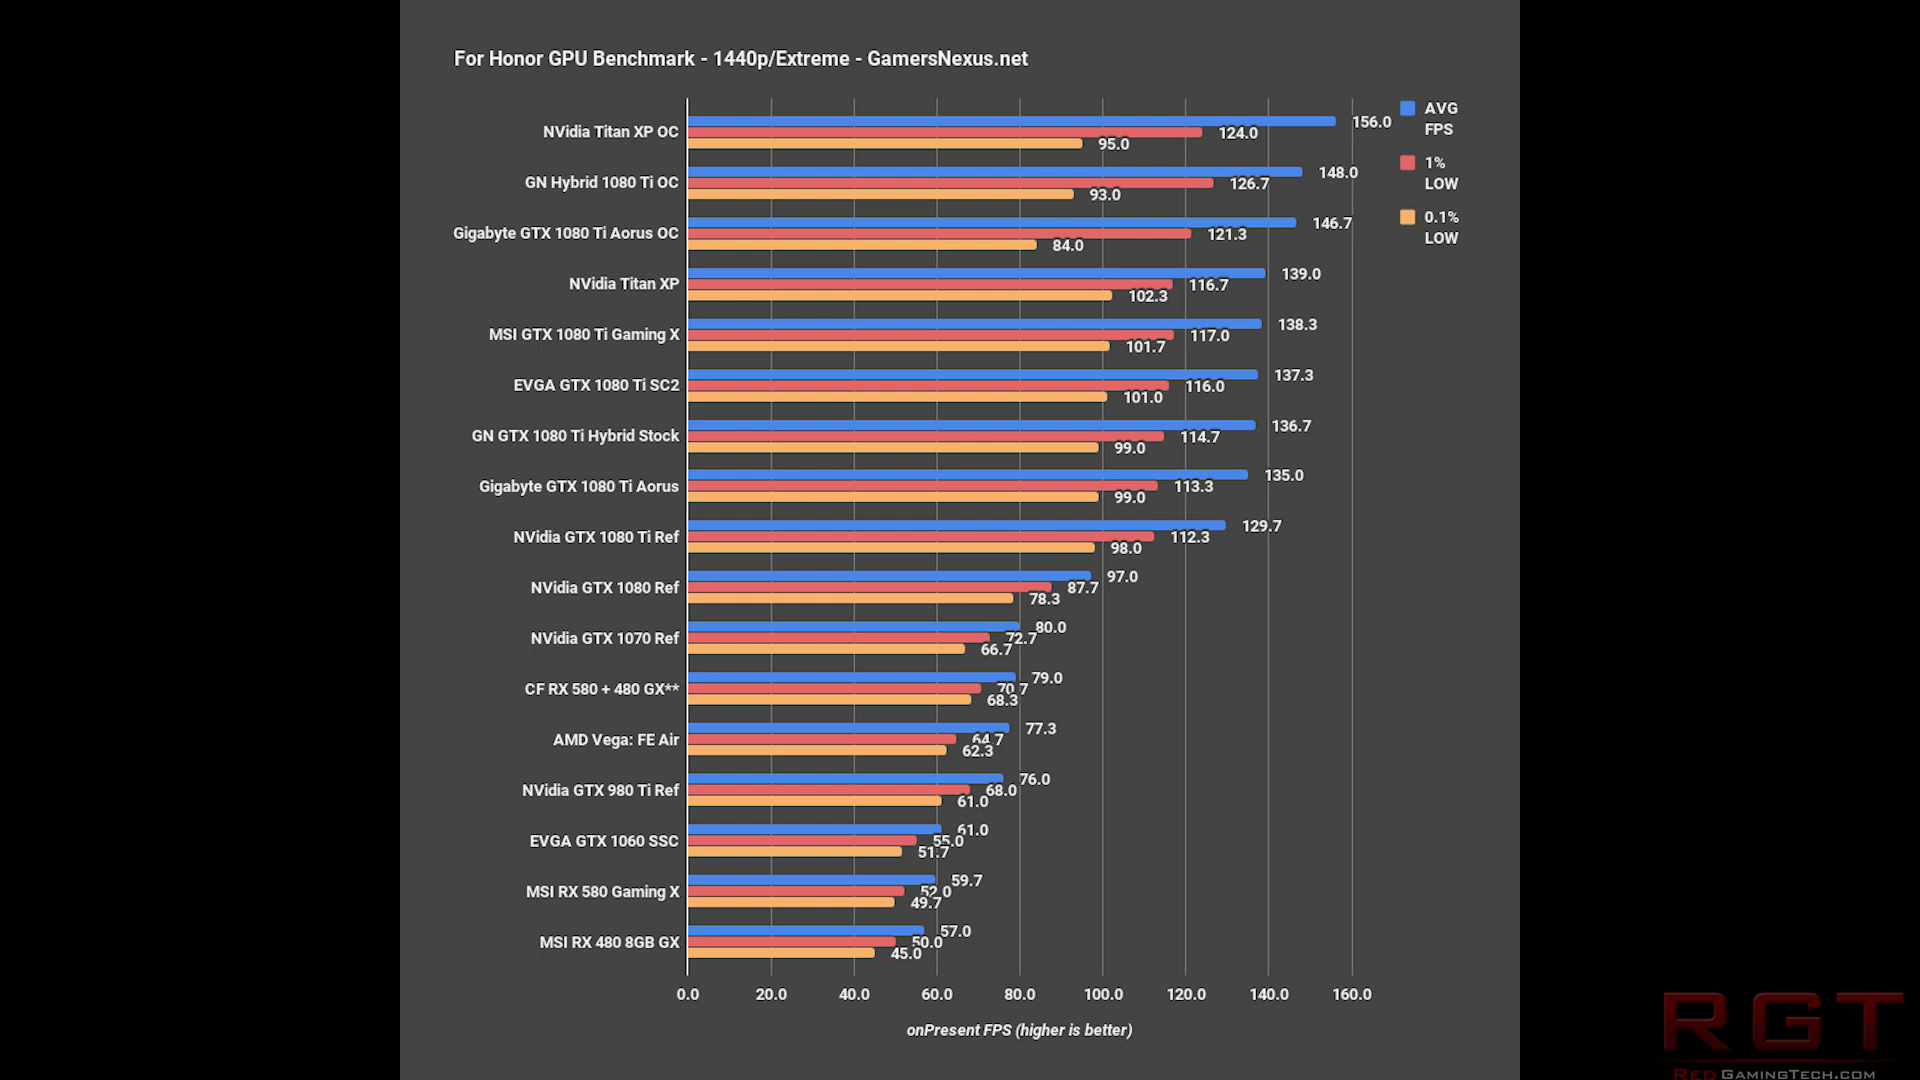 For Honor GPU Benchmark - 1440p/Extreme - GamersNexus.net
AVG
FPS
1%
LOW
0.1%
LOW
NVidia Titan XP OC
156.0
124.0
95.0
GN Hybrid 1080 Ti OC
148.0
126.7
93.0
Gigabyte GTX 1080 Ti Aorus OC
146.7
121.3
84.0
NVidia Titan XP
139.0
116.7
102.3
MSI GTX 1080 Ti Gaming X
138.3
117.0
101.7
EVGA GTX 1080 Ti SC2
137.3
116.0
101.0
GN GTX 1080 Ti Hybrid Stock
136.7
114.7
99.0
Gigabyte GTX 1080 Ti Aorus
135.0
113.3
99.0
NVidia GTX 1080 Ti Ref
129.7
112.3
98.0
NVidia GTX 1080 Ref
97.0
87.7
78.3
NVidia GTX 1070 Ref
80.0
72.7
66.7
CF RX 580 + 480 GX**
79.0
70.7
68.3
AMD Vega: FE Air
77.3
64.7
62.3
NVidia GTX 980 Ti Ref
76.0
68.0
61.0
EVGA GTX 1060 SSC
61.0
55.0
51.7
MSI RX 580 Gaming X
59.7
52.0
49.7
MSI RX 480 8GB GX
57.0
50.0
45.0
0.0 20.0 40.0 60.0 80.0 100.0 120.0 140.0 160.0
onPresent FPS (higher is better)
RGT
RED GAMINGTECH.COM